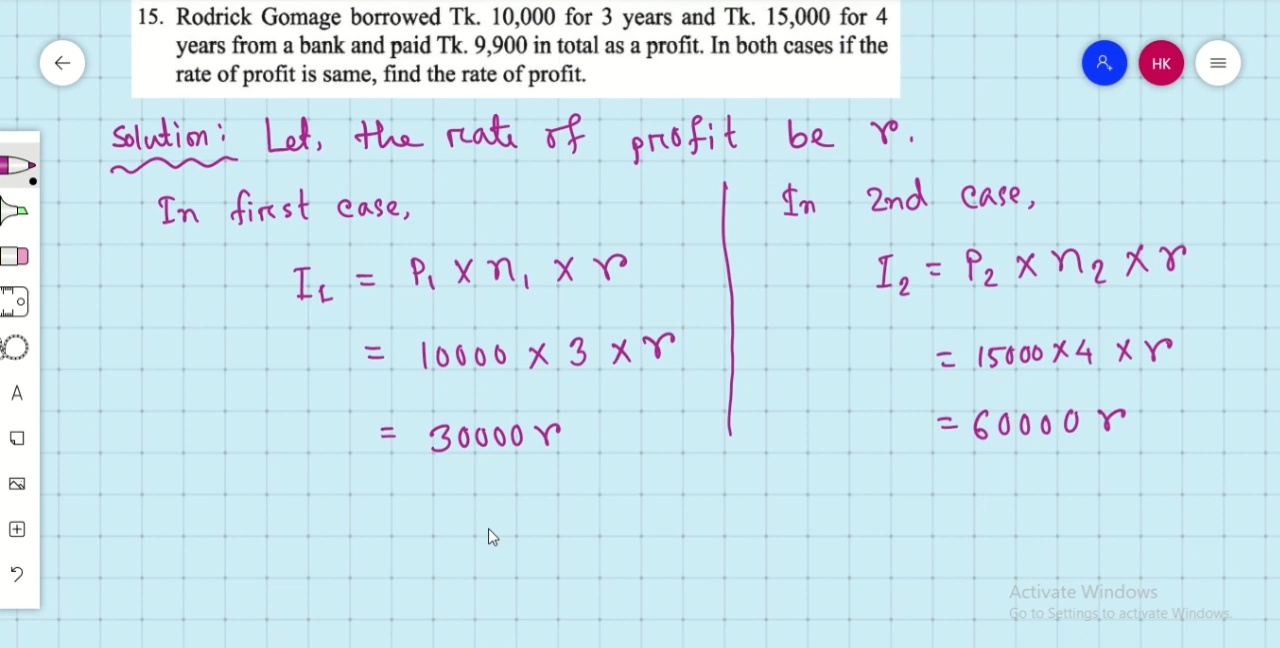 15. Rodrick Gomage borrowed Tk. 10,000 for 3 years and Tk. 15,000 for 4
years from a bank and paid Tk. 9,900 in total as a profit. In both cases if the
rate of profit is same, find the rate of profit.
HK
Solution: Let, the rate of profit be r.
In first case,
I₁ = P₁ × n₁ × r
= 10000 × 3 × r
= 30000 r
In 2nd case,
I₂ = P₂ × n₂ × r
= 15000 × 4 × r
= 60000 r
A
Activate Windows
Go to Settings to activate Windows.